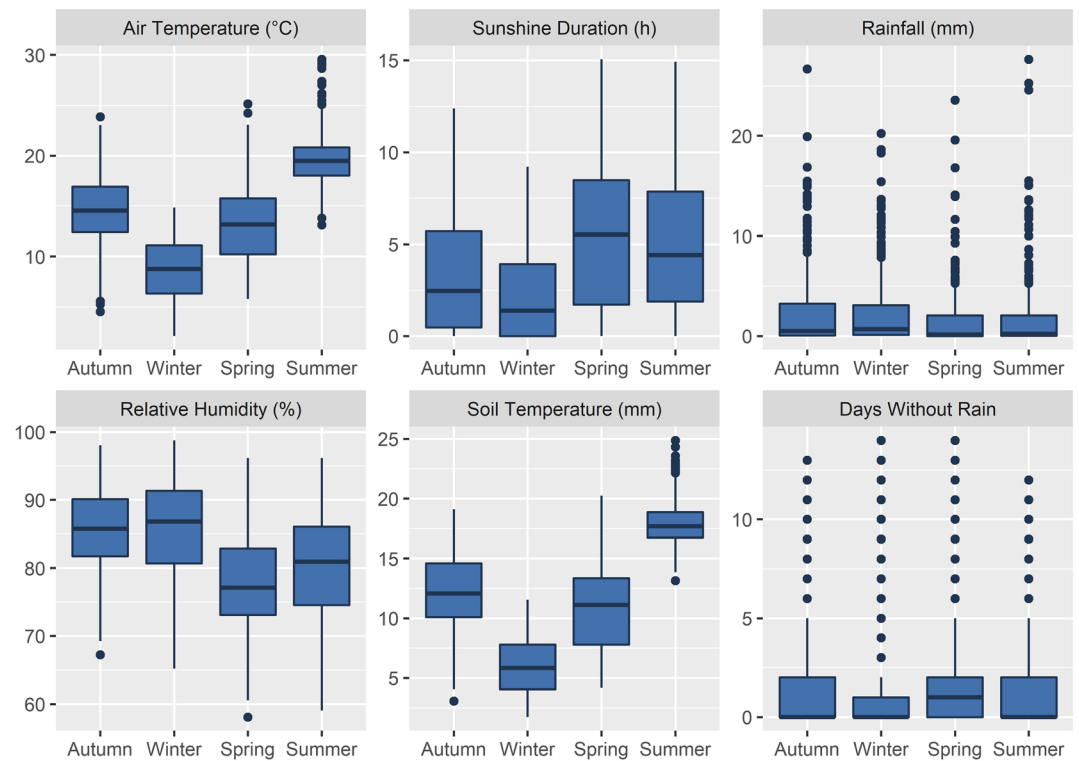 Air Temperature (°C)
Sunshine Duration (h)
Rainfall (mm)
30
20
10
15
10
5
0
20
10
0
Autumn Winter Spring Summer
Autumn Winter Spring Summer
Autumn Winter Spring Summer
Relative Humidity (%)
Soil Temperature (mm)
Days Without Rain
100
90
80
70
60
25
20
15
10
5
10
5
0
Autumn Winter Spring Summer
Autumn Winter Spring Summer
Autumn Winter Spring Summer